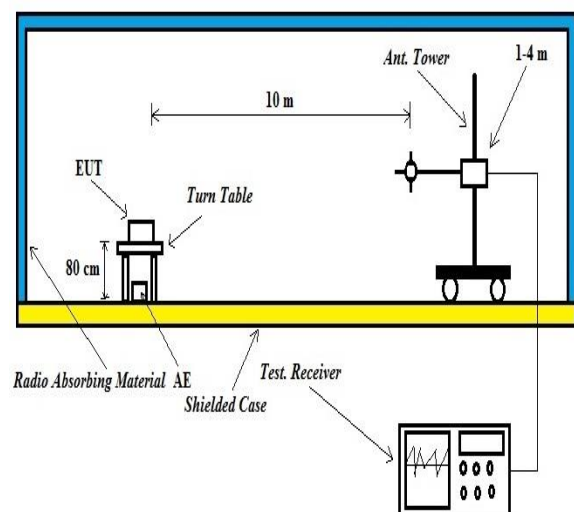 1-4 m
Ant. Tower
10 m
EUT
Turn Table
80 cm
Radio Absorbing Material
AE
Shielded Case
Test. Receiver